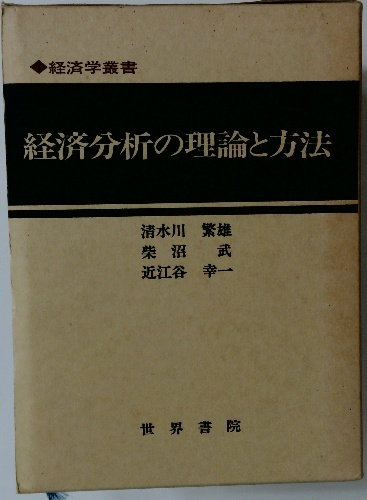 ◆経済学叢書
経済分析の理論と方法
清水川 繁雄
柴沼 武
近江谷 幸一
世界書院